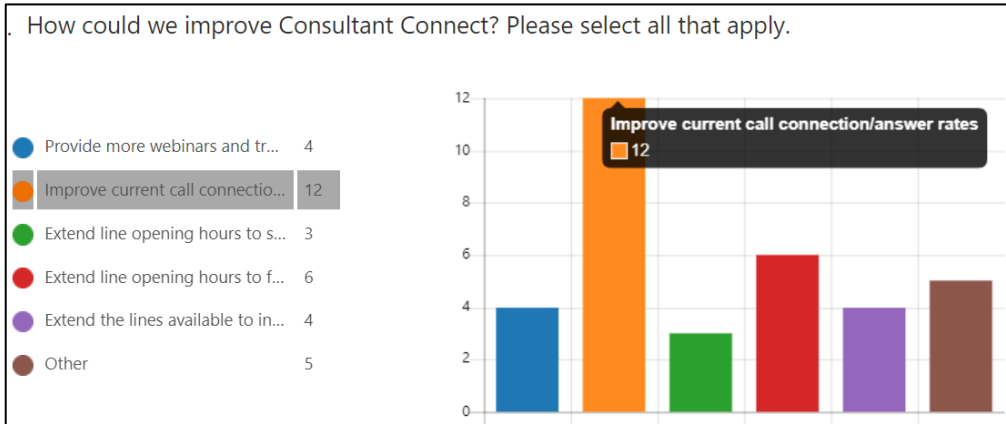 . How could we improve Consultant Connect? Please select all that apply.
Provide more webinars and tr... 4
Improve current call connectio... 12
Extend line opening hours to s... 3
Extend line opening hours to f... 6
Extend the lines available to in... 4
Other 5
12
10
8
6
4
2
0
Improve current call connection/answer rates
12